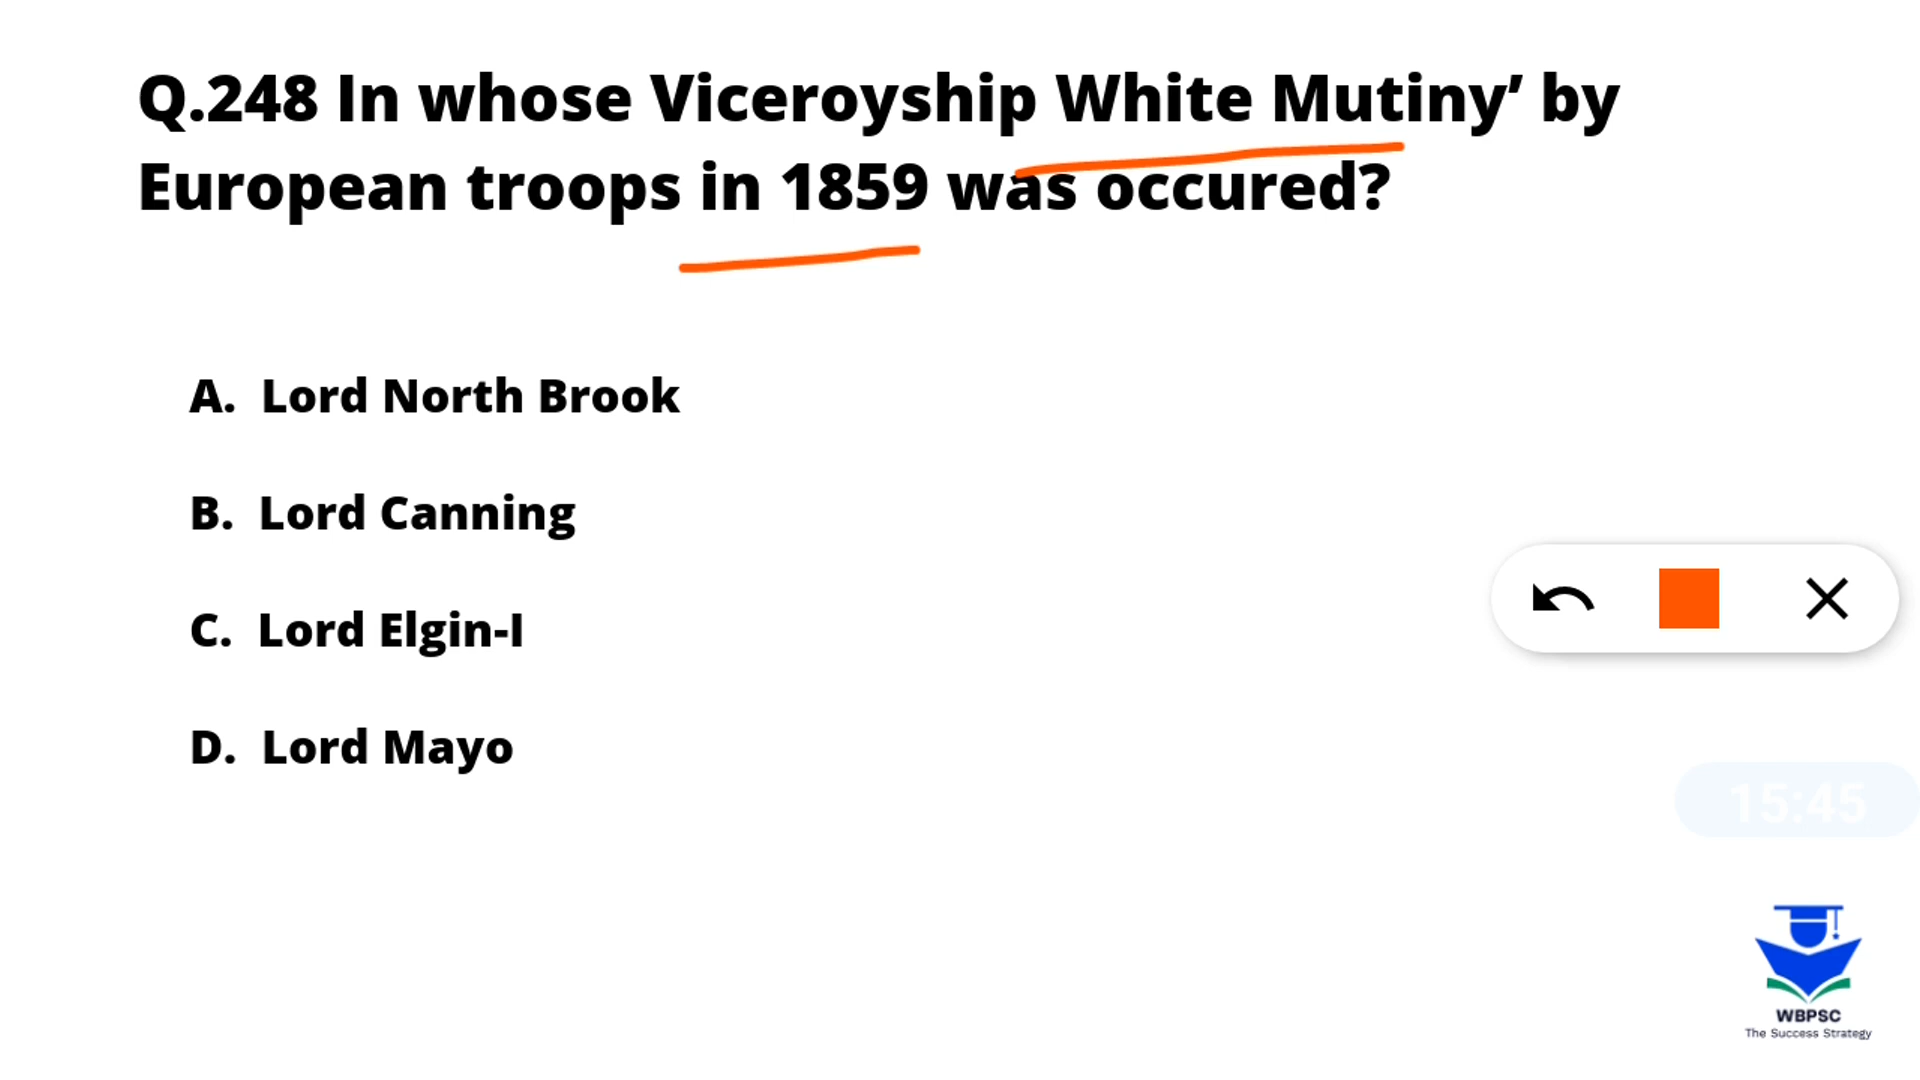 Q.248 In whose Viceroyship White Mutiny’ by
European troops in 1859 was occured?
A. Lord North Brook
B. Lord Canning
C. Lord Elgin-I
D. Lord Mayo
15:45
WBPSC
The Success Strategy